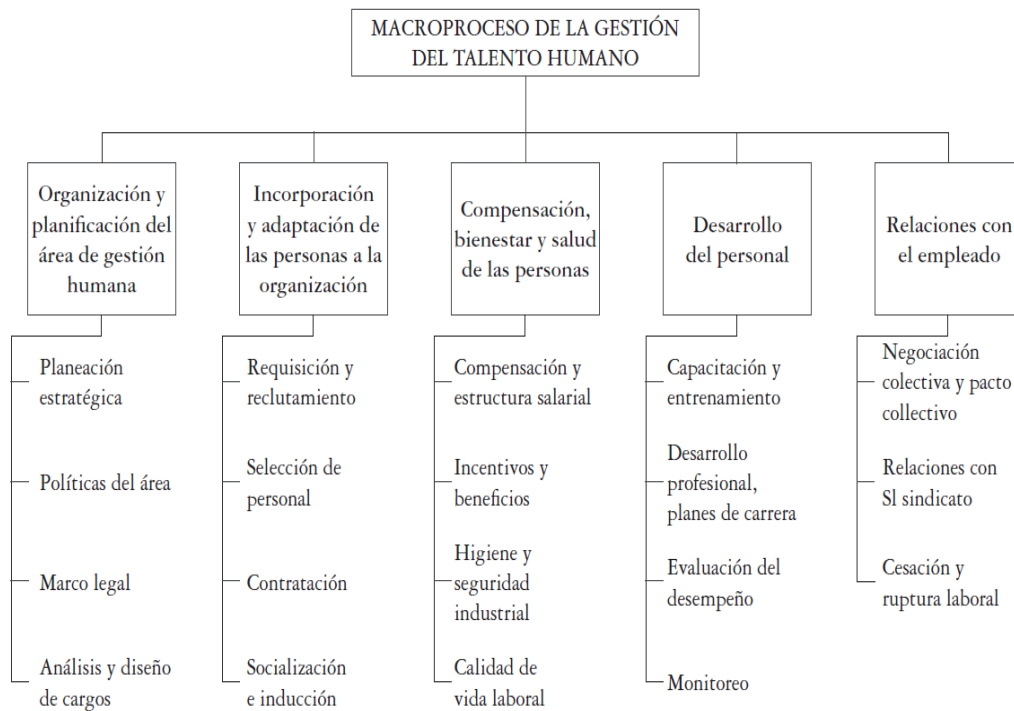 MACROPROCESO DE LA GESTIÓN
DEL TALENTO HUMANO
Organización y
planificación del
área de gestión
humana
Planeación
estratégica
Políticas del área
Marco legal
Análisis y diseño
de cargos
Incorporación
y adaptación de
las personas a la
organización
Requisición y
reclutamiento
Selección de
personal
Contratación
Socialización
e inducción
Compensación,
bienestar y salud
de las personas
Compensación y
estructura salarial
Incentivos y
beneficios
Higiene y
seguridad
industrial
Calidad de
vida laboral
Desarrollo
del personal
Capacitación y
entrenamiento
Desarrollo
profesional,
planes de carrera
Evaluación del
desempeño
Monitoreo
Relaciones con
el empleado
Negociación
colectiva y pacto
collectivo
Relaciones con
Sl sindicato
Cesación y
ruptura laboral